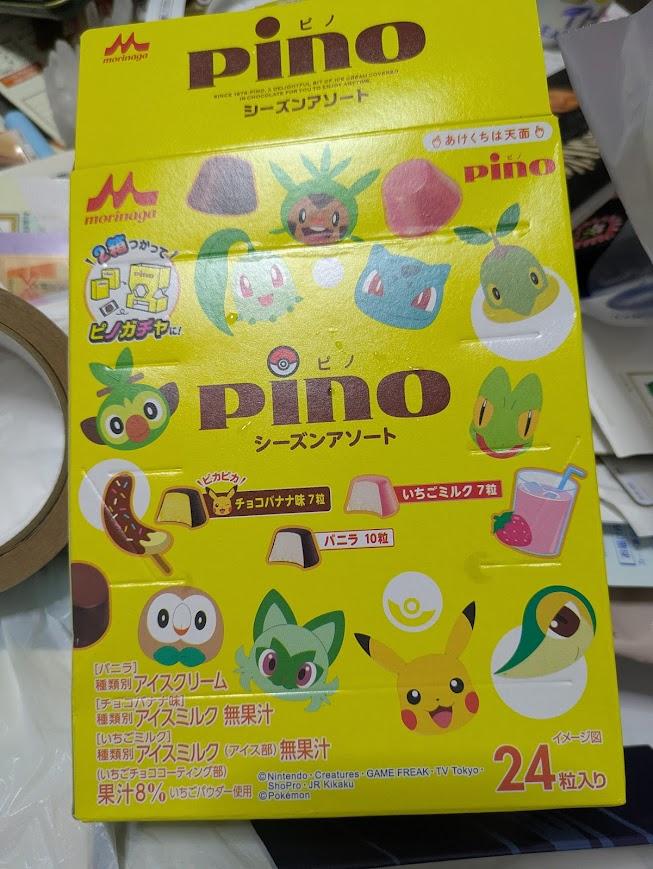 morinaga
ピノ
pino
SINCE 1976 PINO, A DELIGHTFUL BIT OF ICE CREAM COVERED
IN CHOCOLATE FOR YOU TO ENJOY ANYTIME.
シーズンアソート
あけくちは天面
morinaga
ピノ
pino
2箱つかって
pino
ピノガチャに!
ピノ
pino
シーズンアソート
ピカピカ!
チョコバナナ味 7粒
いちごミルク 7粒
バニラ 10粒
[バニラ]
種類別 アイスクリーム
[チョコバナナ味]
種類別 アイスミルク 無果汁
[いちごミルク]
種類別 アイスミルク (アイス部) 無果汁
(いちごチョココーティング部)
果汁8% いちごパウダー使用
©Nintendo・Creatures・GAME FREAK・TV Tokyo・
ShoPro・JR Kikaku
©Pokémon
イメージ図
24粒入り